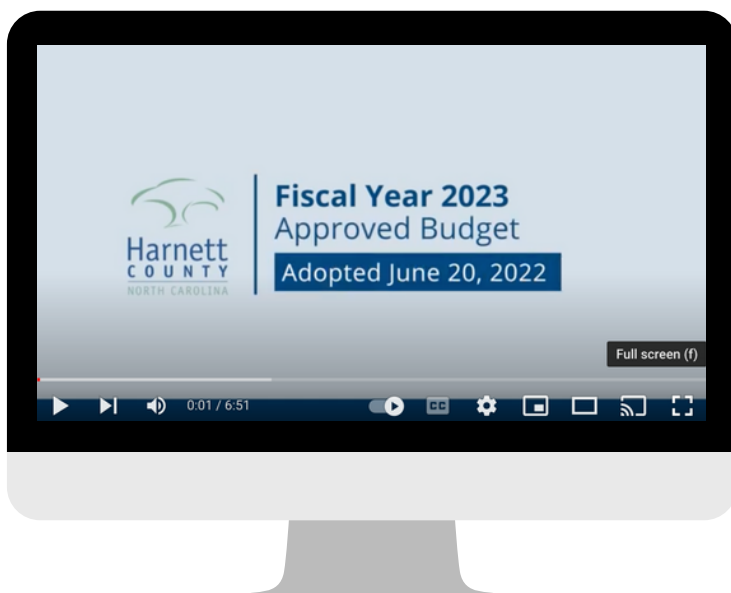 Fiscal Year 2023
Approved Budget
Adopted June 20, 2022
Harnett
COUNTY
NORTH CAROLINA
Full screen (f)
0:01 / 6:51
CC